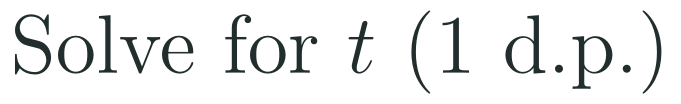 Solve for t (1 d.p.)